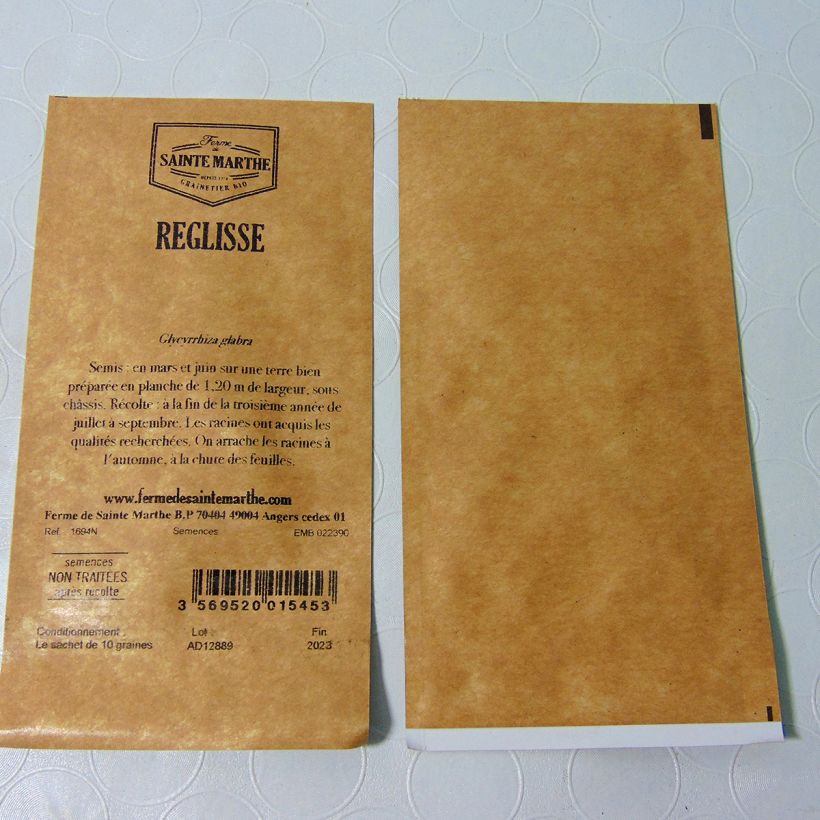 Ferme
de
SAINTE MARTHE
GRAINETIER BIO
REGLISSE
Glycyrrhiza glabra
Semis : en mars et juin sur une terre bien
préparée en planche de 1,20 m de largeur, sous
châssis. Récolte : à la fin de la troisième année de
juillet à septembre. Les racines ont acquis les
qualités recherchées. On arrache les racines à
l'automne, à la chute des feuilles.
www.fermedesaintemarthe.com
Ferme de Sainte Marthe B.P 70404 49004 Angers cedex 01
Ref : 1694N Semences EMB 022390
semences
NON TRAITEES
après récolte
3 569520 015453
Conditionnement : Lot : Fin
Le sachet de 10 graines AD12889 2023